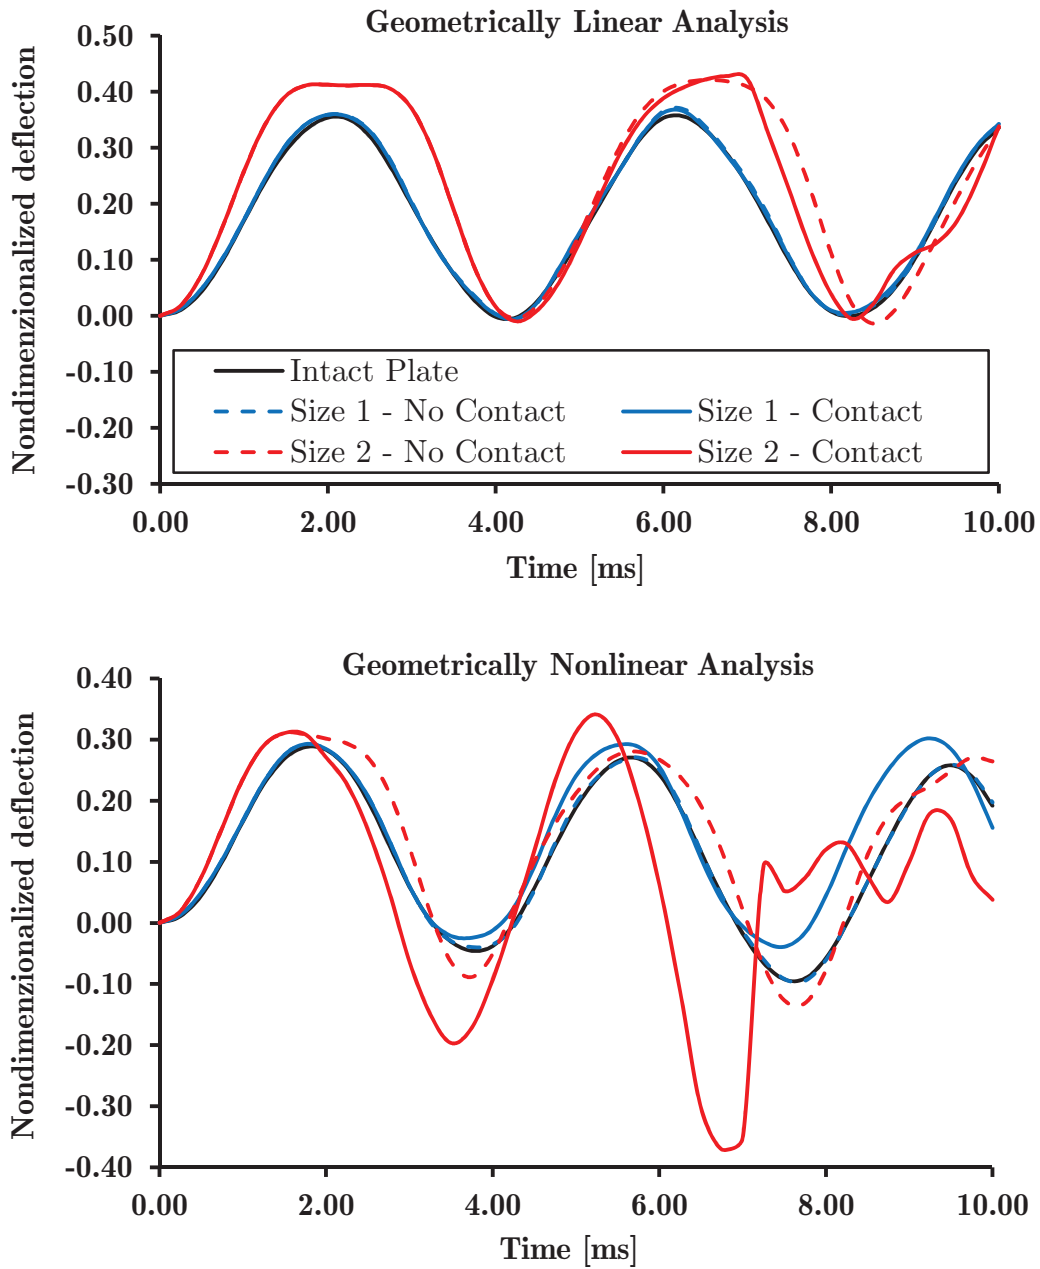 Geometrically Linear Analysis
Nondimenzionalized deflection
0.50
0.40
0.30
0.20
0.10
0.00
-0.10
-0.20
-0.30
Intact Plate
Size 1 - No Contact
Size 1 - Contact
Size 2 - No Contact
Size 2 - Contact
0.00 2.00 4.00 6.00 8.00 10.00
Time [ms]
Geometrically Nonlinear Analysis
Nondimenzionalized deflection
0.40
0.30
0.20
0.10
0.00
-0.10
-0.20
-0.30
-0.40
0.00 2.00 4.00 6.00 8.00 10.00
Time [ms]